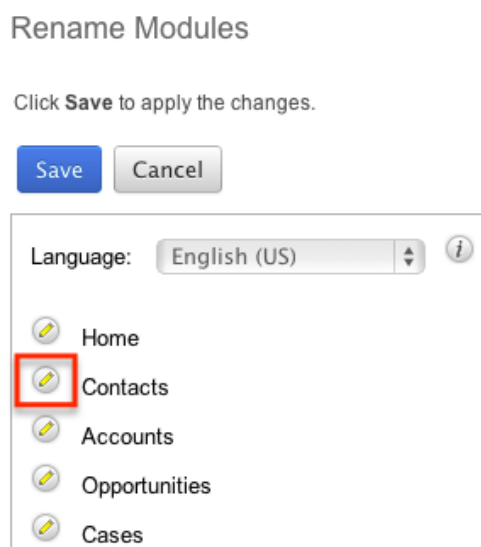 Rename Modules
Click Save to apply the changes.
Save Cancel
Language: English (US) i
Home
Contacts
Accounts
Opportunities
Cases